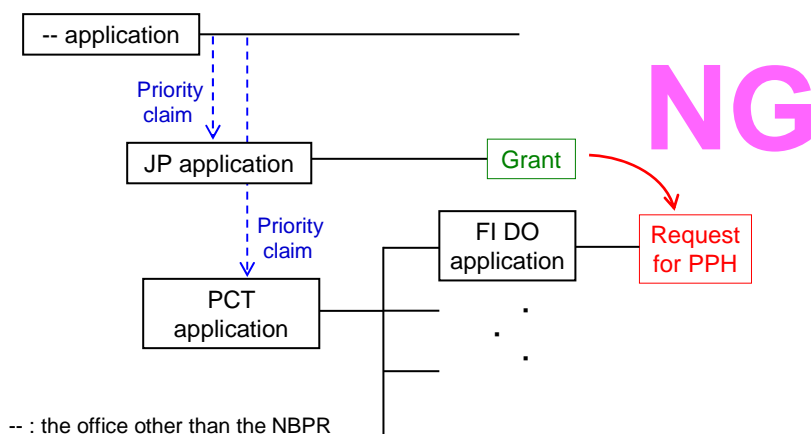 -- application
NG
Priority
claim
JP application
Grant
Priority
claim
FI DO
application
Request
for PPH
PCT
application
-- : the office other than the NBPR